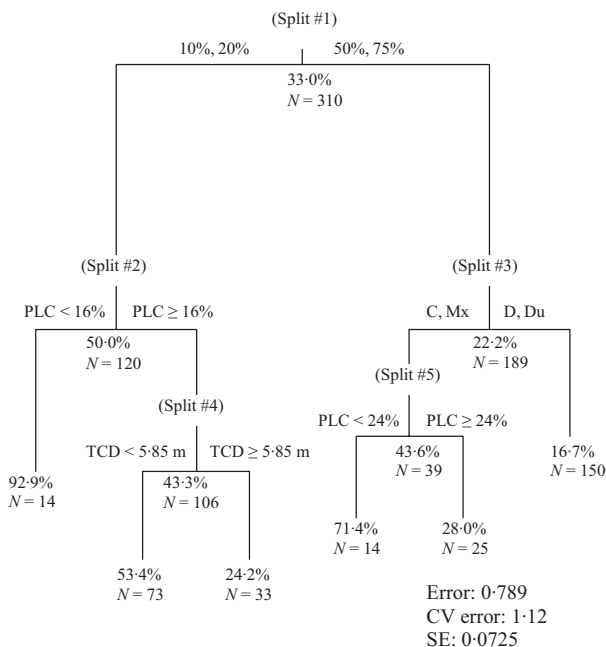 (Split #1)
10%, 20%
50%, 75%
33·0%
N = 310
(Split #2)
(Split #3)
PLC < 16%
PLC ≥ 16%
C, Mx
D, Du
50·0%
N = 120
22·2%
N = 189
(Split #5)
(Split #4)
PLC < 24%
PLC ≥ 24%
TCD < 5·85 m
TCD ≥ 5·85 m
43·6%
N = 39
16·7%
N = 150
92·9%
N = 14
43·3%
N = 106
71·4%
N = 14
28·0%
N = 25
53·4%
N = 73
24·2%
N = 33
Error: 0·789
CV error: 1·12
SE: 0·0725